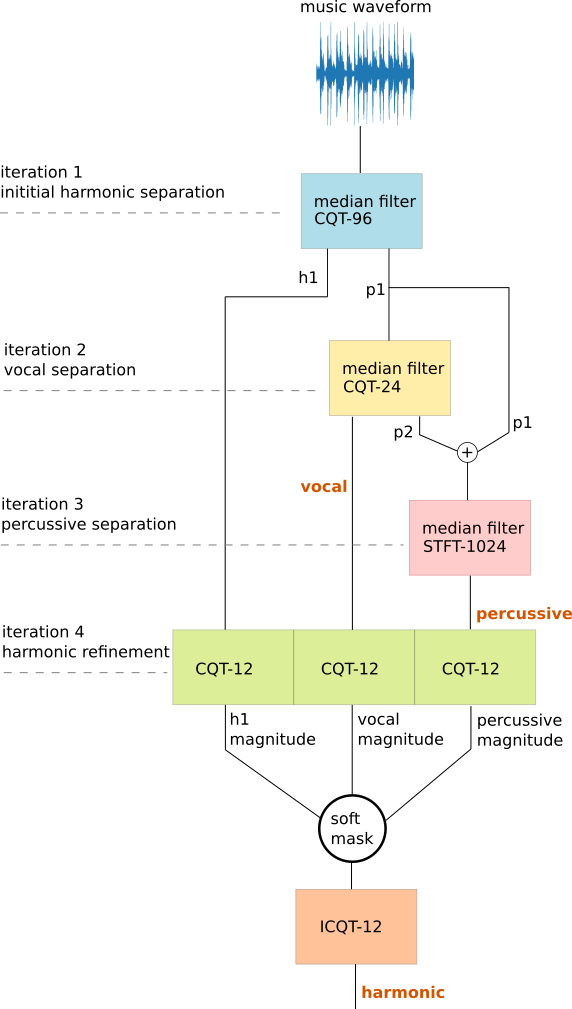 music waveform
iteration 1
inititial harmonic separation
median filter
CQT-96
h1
p1
iteration 2
vocal separation
median filter
CQT-24
p2
p1
+
vocal
iteration 3
percussive separation
median filter
STFT-1024
percussive
iteration 4
harmonic refinement
CQT-12
CQT-12
CQT-12
h1
magnitude
vocal
magnitude
percussive
magnitude
soft
mask
ICQT-12
harmonic